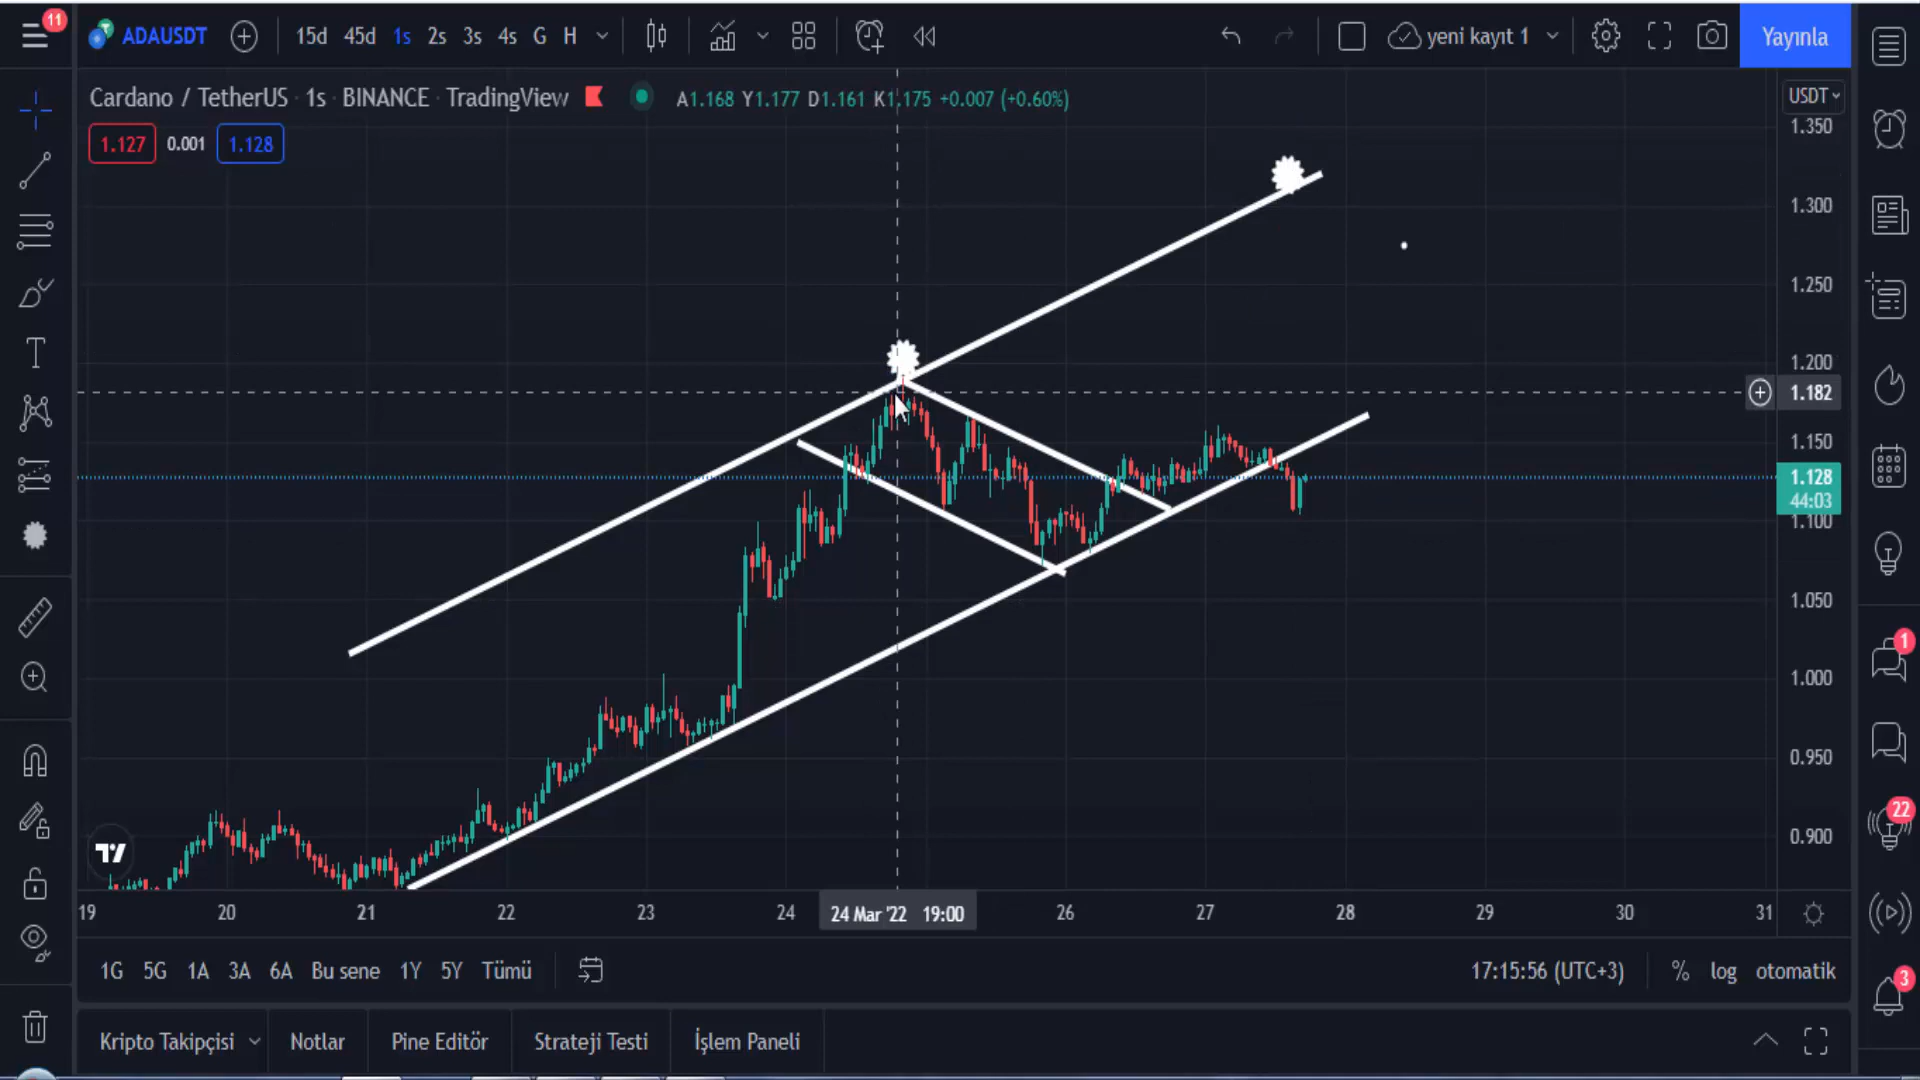 11
ADAUSDT
15d 45d 1s 2s 3s 4s G H
yeni kayıt 1
Yayınla
Cardano / TetherUS · 1s · BINANCE · TradingView
A1.168 Y1.177 D1.161 K1.175 +0.007 (+0.60%)
USDT
1.127 0.001 1.128
1.350
1.300
1.250
1.200
1.182
1.150
1.128
44:03
1.100
1.050
1.000
0.950
0.900
1
22
3
19 20 21 22 23 24 24 Mar '22 19:00 26 27 28 29 30 31
1G 5G 1A 3A 6A Bu sene 1Y 5Y Tümü
17:15:56 (UTC+3) % log otomatik
Kripto Takipçisi Notlar Pine Editör Strateji Testi İşlem Paneli